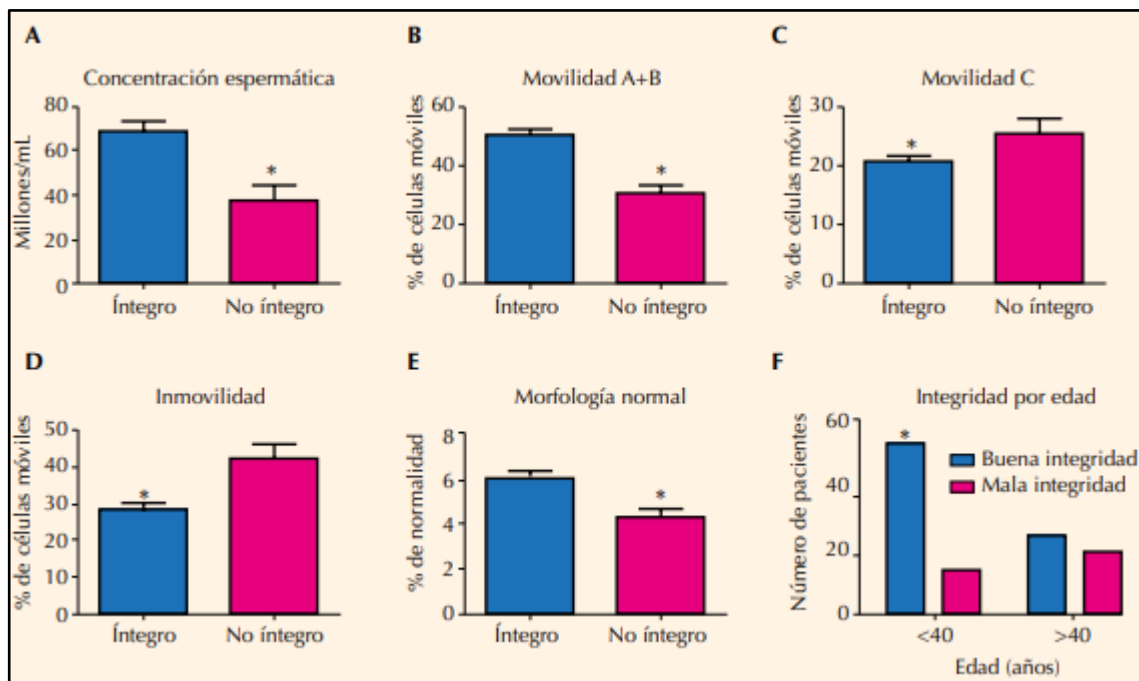 A
Concentración espermática
Millones/mL
80
60
40
20
0
Íntegro No íntegro
*
B
Movilidad A+B
% de células móviles
60
40
20
0
Íntegro No íntegro
*
C
Movilidad C
% de células móviles
30
20
10
0
Íntegro No íntegro
*
D
Inmovilidad
% de células móviles
50
40
30
20
10
0
Íntegro No íntegro
*
E
Morfología normal
% de normalidad
8
6
4
2
0
Íntegro No íntegro
*
F
Integridad por edad
Número de pacientes
60
40
20
0
*
Buena integridad
Mala integridad
<40 >40
Edad (años)